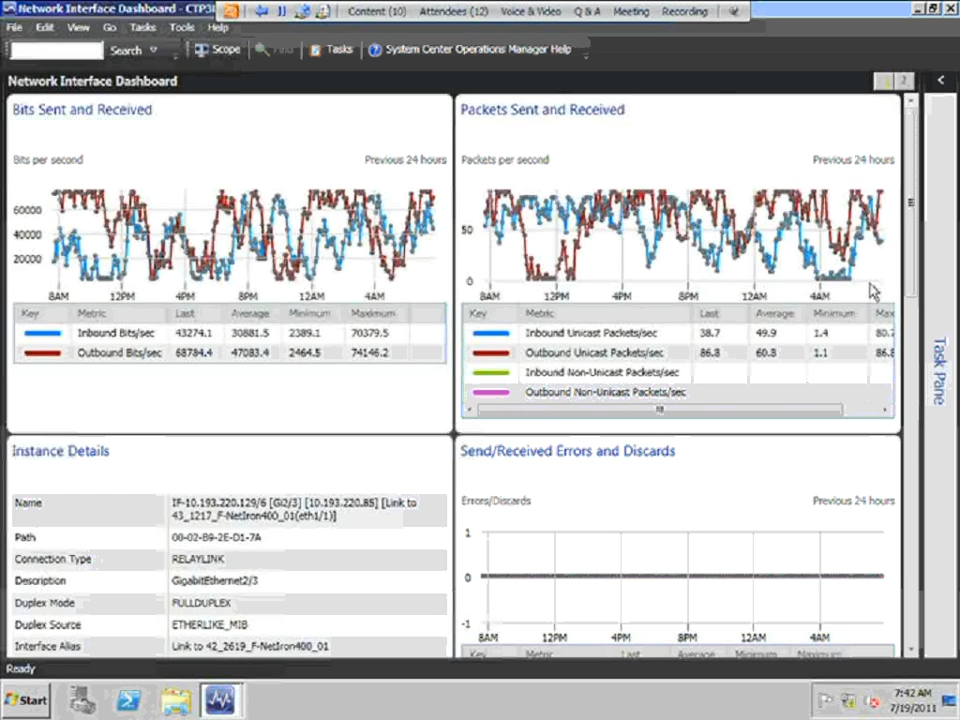 Network Interface Dashboard - CTP3I
Content (10) Attendees (12) Voice & Video Q & A Meeting Recording
File Edit View Go Tasks Tools Help
Search Scope Find Tasks System Center Operations Manager Help
Network Interface Dashboard
Bits Sent and Received
Bits per second Previous 24 hours
60000
40000
20000
8AM 12PM 4PM 8PM 12AM 4AM
Key Metric Last Average Minimum Maximum
Inbound Bits/sec 43274.1 30881.5 2389.1 70379.5
Outbound Bits/sec 68784.4 47083.4 2464.5 74146.2
Packets Sent and Received
Packets per second Previous 24 hours
50
0
8AM 12PM 4PM 8PM 12AM 4AM
Key Metric Last Average Minimum Max
Inbound Unicast Packets/sec 38.7 49.9 1.4 80.7
Outbound Unicast Packets/sec 86.8 60.8 1.1 86.8
Inbound Non-Unicast Packets/sec
Outbound Non-Unicast Packets/sec
Task Pane
Instance Details
Name IF-10.193.220.129/6 [Gi2/3] [10.193.220.85] [Link to
43_1217_F-NetIron400_01(eth1/1)]
Path 00-02-B9-2E-D1-7A
Connection Type RELAYLINK
Description GigabitEthernet2/3
Duplex Mode FULLDUPLEX
Duplex Source ETHERLIKE_MIB
Interface Alias Link to 42_2619_F-NetIron400_01
Send/Received Errors and Discards
Errors/Discards Previous 24 hours
1
0
-1
8AM 12PM 4PM 8PM 12AM 4AM
Key Metric Last Average Minimum Maximum
Ready
Start
7:42 AM
7/19/2011